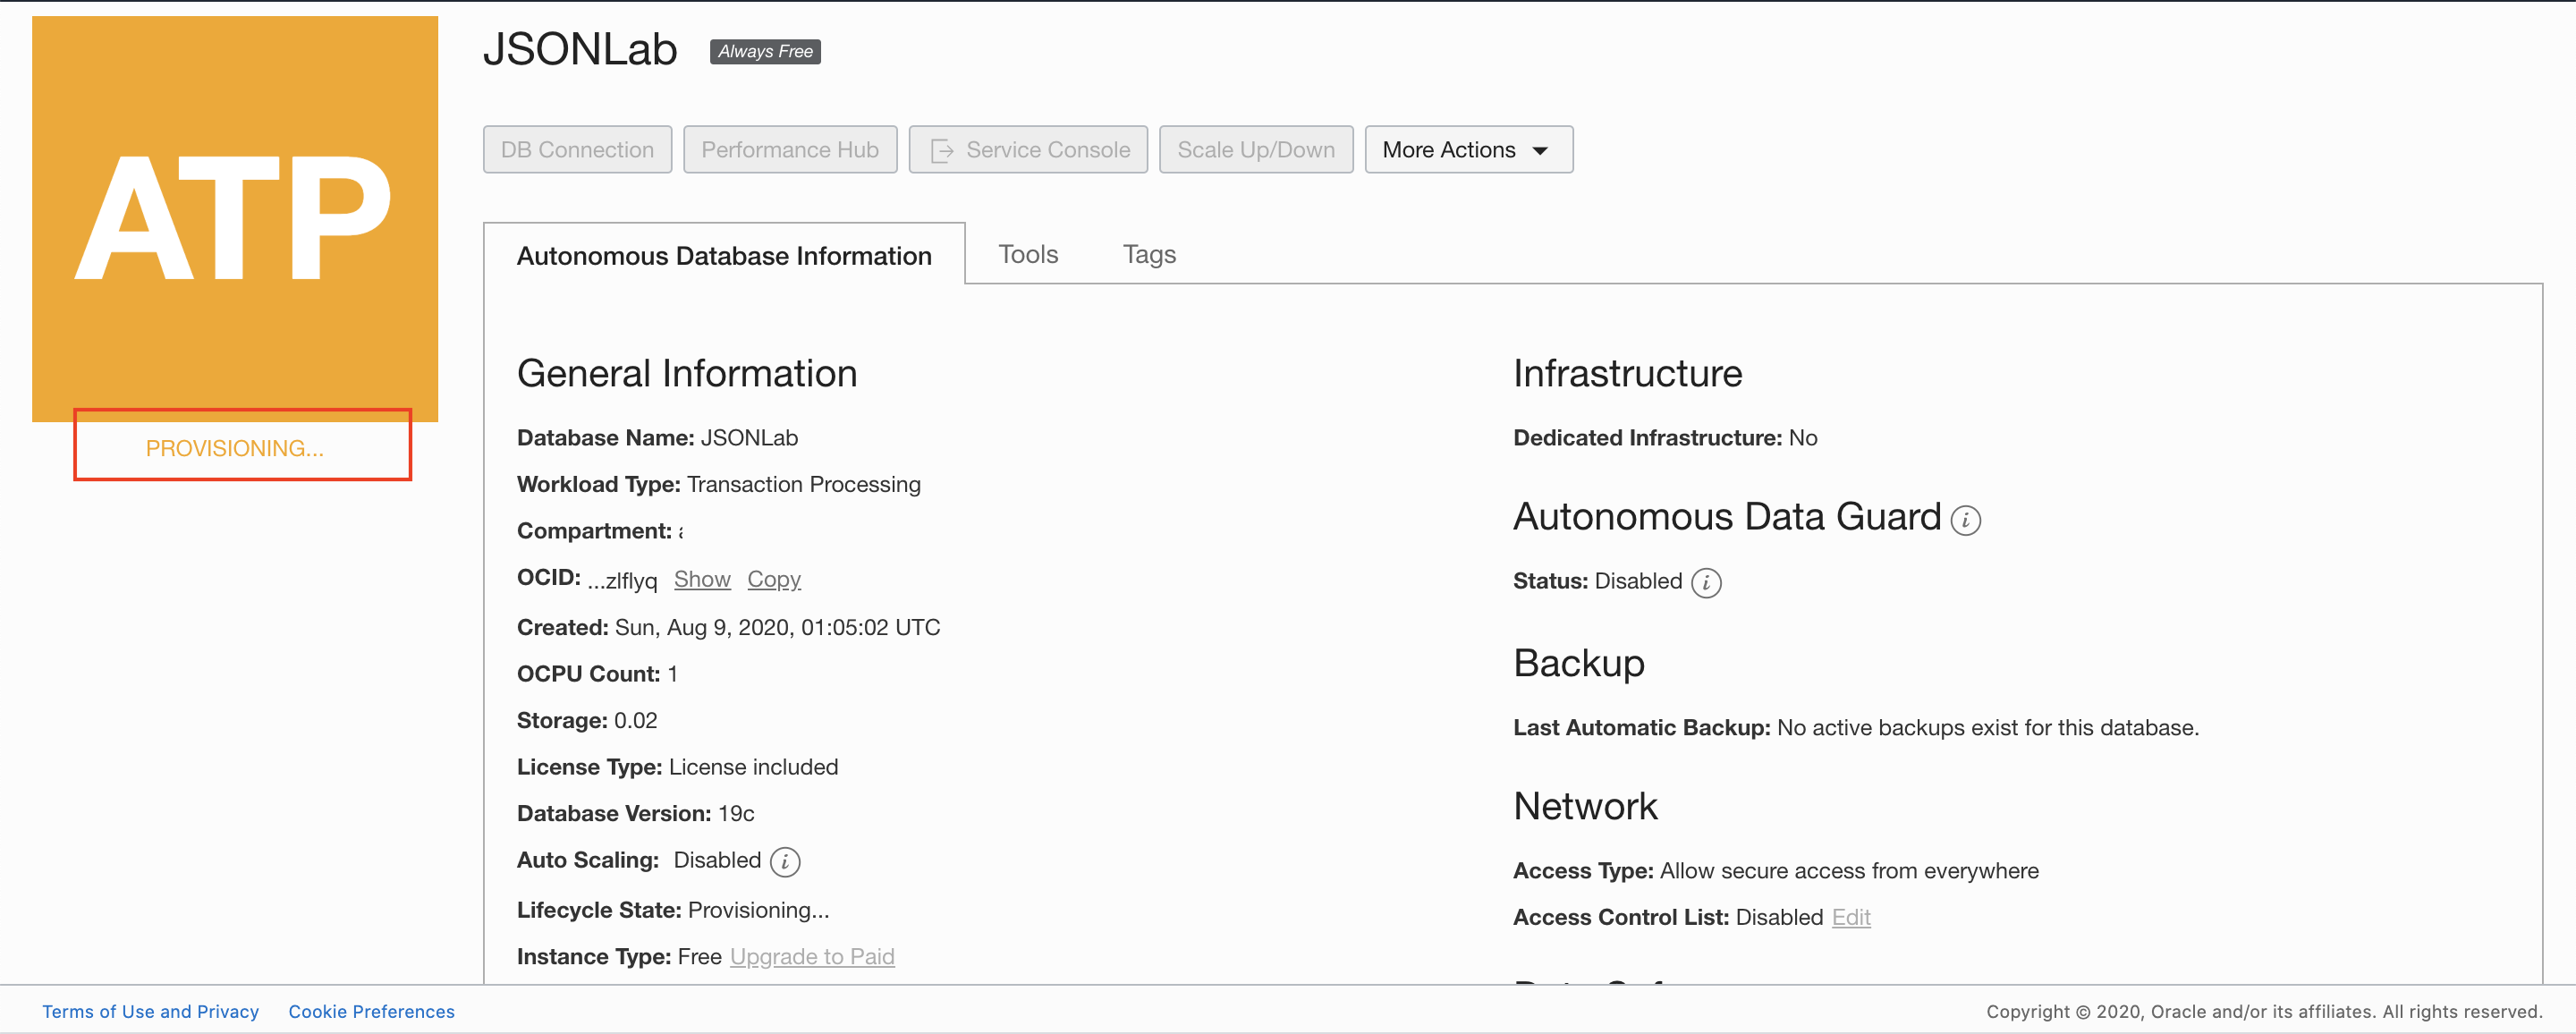 ATP
PROVISIONING...
JSONLab Always Free
DB Connection Performance Hub Service Console Scale Up/Down More Actions
Autonomous Database Information Tools Tags
General Information
Database Name: JSONLab
Workload Type: Transaction Processing
Compartment:
OCID: ...zlflyq Show Copy
Created: Sun, Aug 9, 2020, 01:05:02 UTC
OCPU Count: 1
Storage: 0.02
License Type: License included
Database Version: 19c
Auto Scaling: Disabled i
Lifecycle State: Provisioning...
Instance Type: Free Upgrade to Paid
Infrastructure
Dedicated Infrastructure: No
Autonomous Data Guard i
Status: Disabled i
Backup
Last Automatic Backup: No active backups exist for this database.
Network
Access Type: Allow secure access from everywhere
Access Control List: Disabled Edit
Terms of Use and Privacy Cookie Preferences
Copyright © 2020, Oracle and/or its affiliates. All rights reserved.